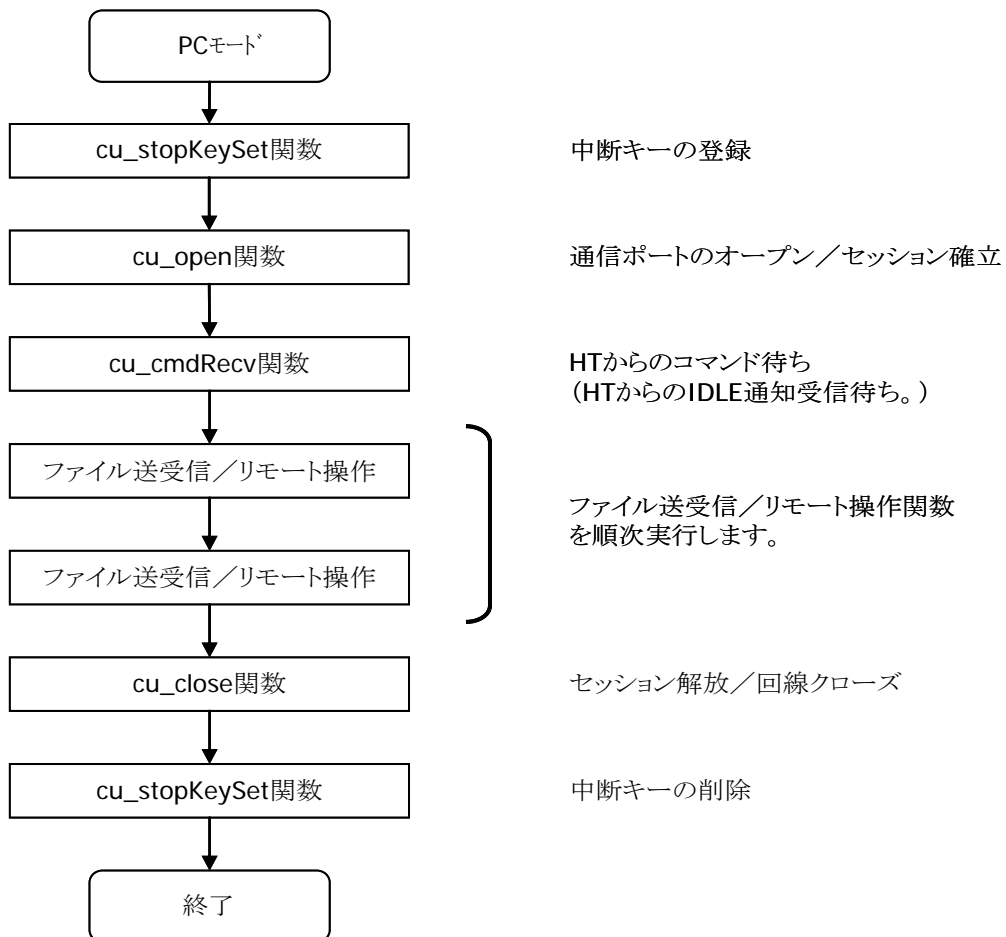 PCﾓｰﾄﾞ
cu_stopKeySet関数 中断キーの登録
cu_open関数 通信ポートのオープン／セッション確立
cu_cmdRecv関数 HTからのコマンド待ち
（HTからのIDLE通知受信待ち。）
ファイル送受信／リモート操作
ファイル送受信／リモート操作関数
を順次実行します。
ファイル送受信／リモート操作
cu_close関数 セッション解放／回線クローズ
cu_stopKeySet関数 中断キーの削除
終了